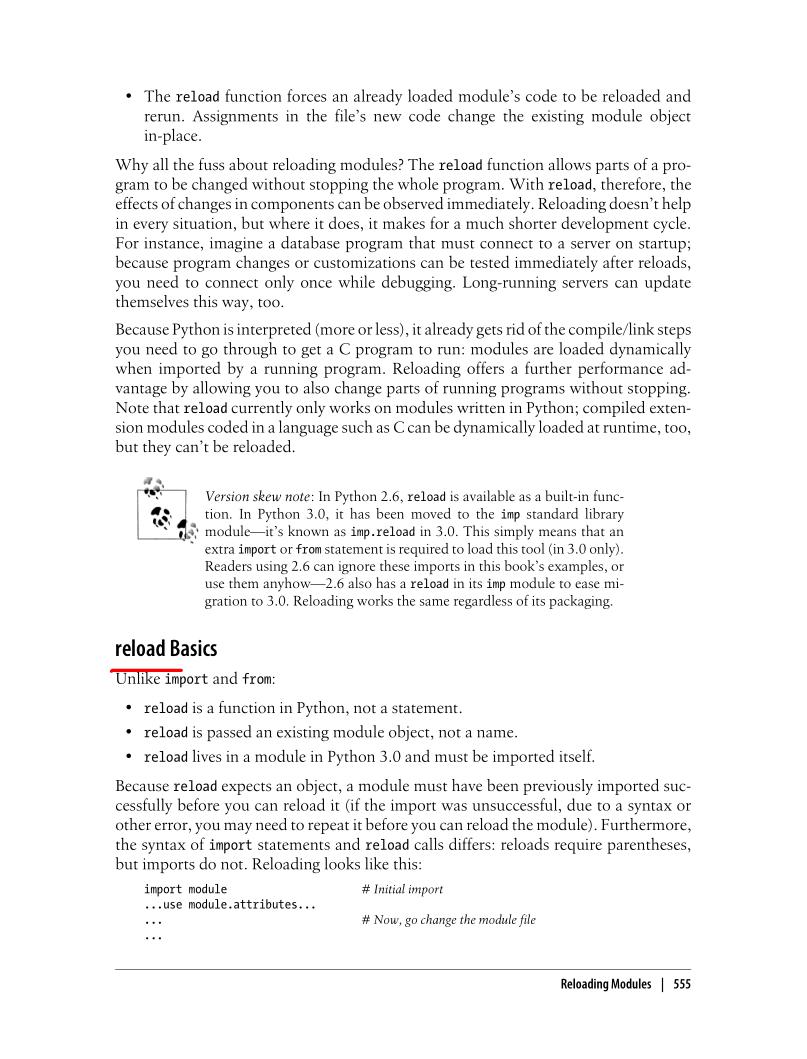 • The reload function forces an already loaded module’s code to be reloaded and
rerun. Assignments in the file’s new code change the existing module object
in-place.
Why all the fuss about reloading modules? The reload function allows parts of a pro-
gram to be changed without stopping the whole program. With reload, therefore, the
effects of changes in components can be observed immediately. Reloading doesn’t help
in every situation, but where it does, it makes for a much shorter development cycle.
For instance, imagine a database program that must connect to a server on startup;
because program changes or customizations can be tested immediately after reloads,
you need to connect only once while debugging. Long-running servers can update
themselves this way, too.
Because Python is interpreted (more or less), it already gets rid of the compile/link steps
you need to go through to get a C program to run: modules are loaded dynamically
when imported by a running program. Reloading offers a further performance ad-
vantage by allowing you to also change parts of running programs without stopping.
Note that reload currently only works on modules written in Python; compiled exten-
sion modules coded in a language such as C can be dynamically loaded at runtime, too,
but they can’t be reloaded.
Version skew note: In Python 2.6, reload is available as a built-in func-
tion. In Python 3.0, it has been moved to the imp standard library
module—it’s known as imp.reload in 3.0. This simply means that an
extra import or from statement is required to load this tool (in 3.0 only).
Readers using 2.6 can ignore these imports in this book’s examples, or
use them anyhow—2.6 also has a reload in its imp module to ease mi-
gration to 3.0. Reloading works the same regardless of its packaging.
reload Basics
Unlike import and from:
• reload is a function in Python, not a statement.
• reload is passed an existing module object, not a name.
• reload lives in a module in Python 3.0 and must be imported itself.
Because reload expects an object, a module must have been previously imported suc-
cessfully before you can reload it (if the import was unsuccessful, due to a syntax or
other error, you may need to repeat it before you can reload the module). Furthermore,
the syntax of import statements and reload calls differs: reloads require parentheses,
but imports do not. Reloading looks like this:
import module # Initial import
...use module.attributes...
... # Now, go change the module file
...
Reloading Modules | 555